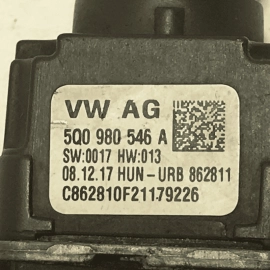 VW AG
5Q0 980 546 A
SW:0017 HW:013
08.12.17 HUN-URB 862811
C862810F21179226